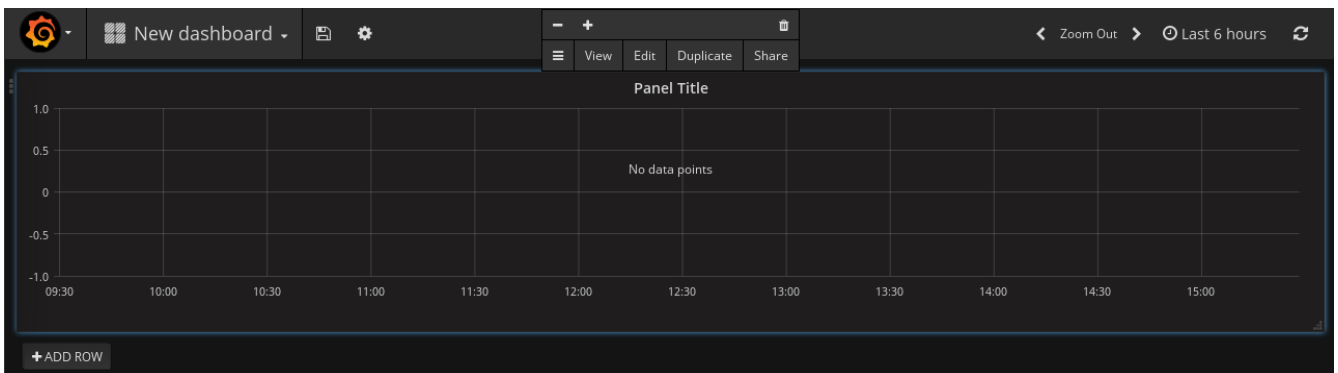 New dashboard
Zoom Out
Last 6 hours
View Edit Duplicate Share
Panel Title
1.0
0.5
No data points
0
-0.5
-1.0
09:30 10:00 10:30 11:00 11:30 12:00 12:30 13:00 13:30 14:00 14:30 15:00
+ ADD ROW